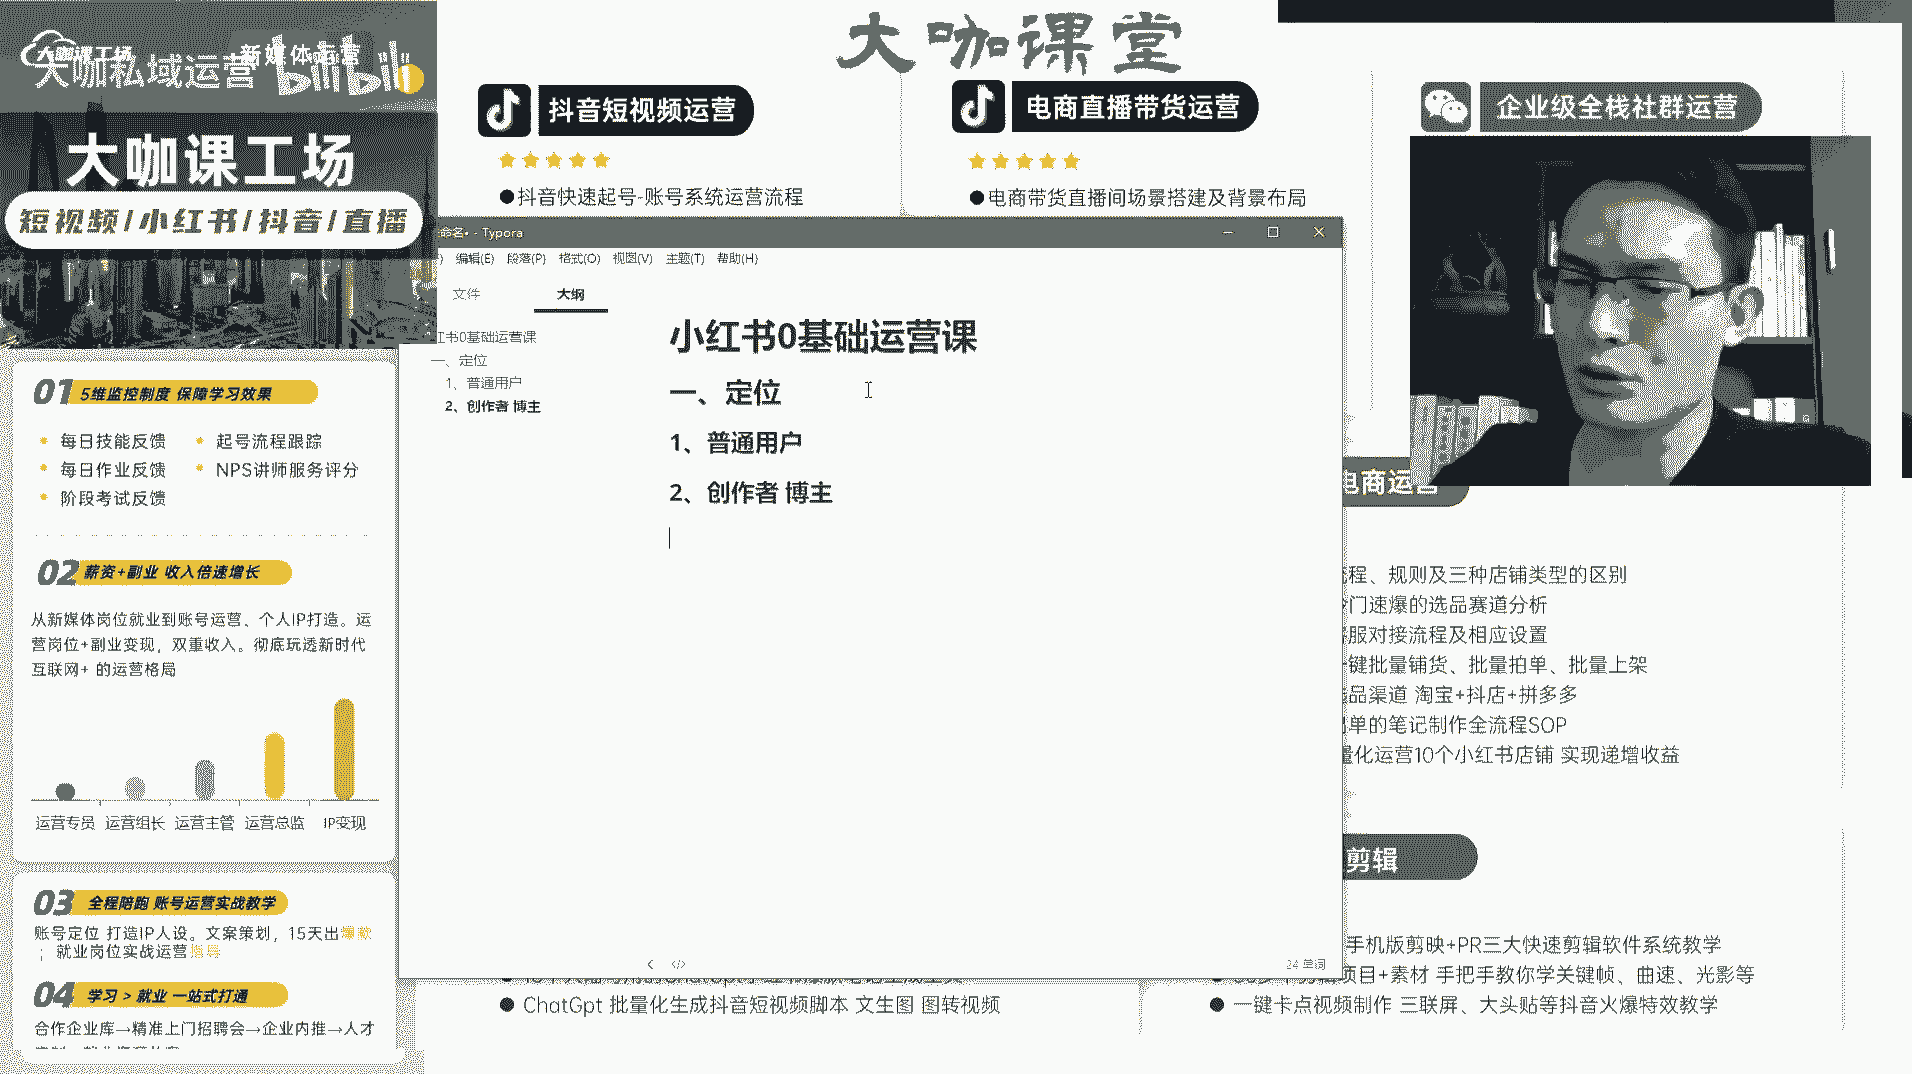 大咖课工场
大咖私域运营
新媒体运营
bilibili
大咖课工场
短视频/小红书/抖音/直播
01 5维监控制度 保障学习效果
每日技能反馈
起号流程跟踪
每日作业反馈
NPS讲师服务评分
阶段考试反馈
02 薪资+副业 收入倍速增长
从新媒体岗位就业到账号运营、个人IP打造。运
营岗位+副业变现，双重收入。彻底玩透新时代
互联网+ 的运营格局
运营专员 运营组长 运营主管 运营总监 IP变现
03 全程陪跑 账号运营实战教学
账号定位 打造IP人设。文案策划，15天出爆款
；就业岗位实战运营指导
04 学习 > 就业 一站式打通
合作企业库→精准上门招聘会→企业内推→人才
大咖课堂
抖音短视频运营
●抖音快速起号-账号系统运营流程
电商直播带货运营
●电商带货直播间场景搭建及背景布局
企业级全栈社群运营
命名• - Typora
) 编辑(E) 段落(P) 格式(O) 视图(V) 主题(T) 帮助(H)
文件 大纲
红书0基础运营课
一、定位
1、普通用户
2、创作者 博主
小红书0基础运营课
一、定位
1、普通用户
2、创作者 博主
</>
24 单词
电商运营
流程、规则及三种店铺类型的区别
冷门速爆的选品赛道分析
客服对接流程及相应设置
一键批量铺货、批量拍单、批量上架
选品渠道 淘宝+抖店+拼多多
出单的笔记制作全流程SOP
量化运营10个小红书店铺 实现递增收益
剪辑
手机版剪映+PR三大快速剪辑软件系统教学
项目+素材 手把手教你学关键帧、曲速、光影等
● 一键卡点视频制作 三联屏、大头贴等抖音火爆特效教学
● ChatGpt 批量化生成抖音短视频脚本 文生图 图转视频